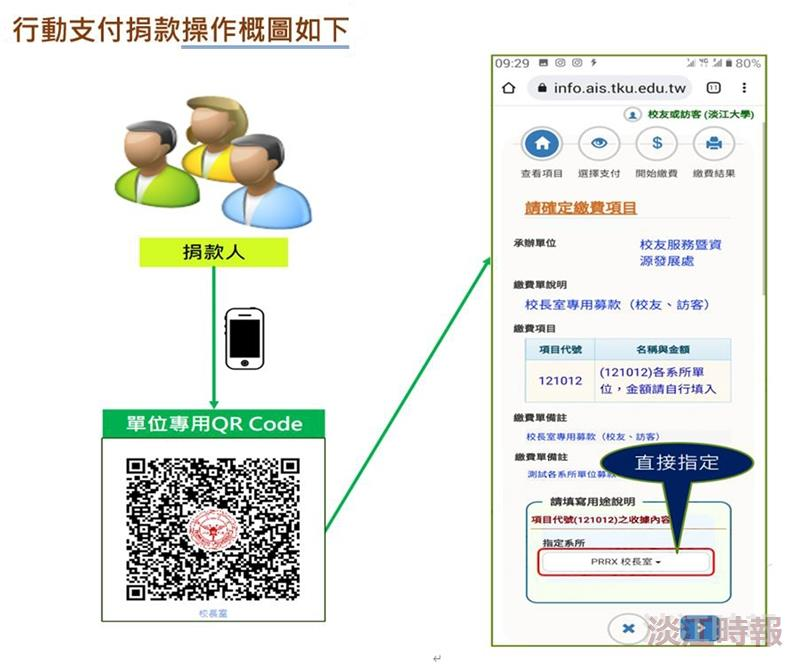 行動支付捐款操作概圖如下
捐款人
單位專用QR Code
校長室
09:29
80%
info.ais.tku.edu.tw
11
校友或訪客 (淡江大學)
查看項目 選擇支付 開始繳費 繳費結果
請確定繳費項目
承辦單位 校友服務暨資
源發展處
繳費單說明
校長室專用募款（校友、訪客）
繳費項目
項目代號 名稱與金額
121012 (121012)各系所單
位，金額請自行填入
繳費單備註
校長室專用募款（校友、訪客）
繳費單備註
測試各系所單位募款
直接指定
請填寫用途說明
項目代號(121012)之收據內容
指定系所
PRRX 校長室
淡江時報